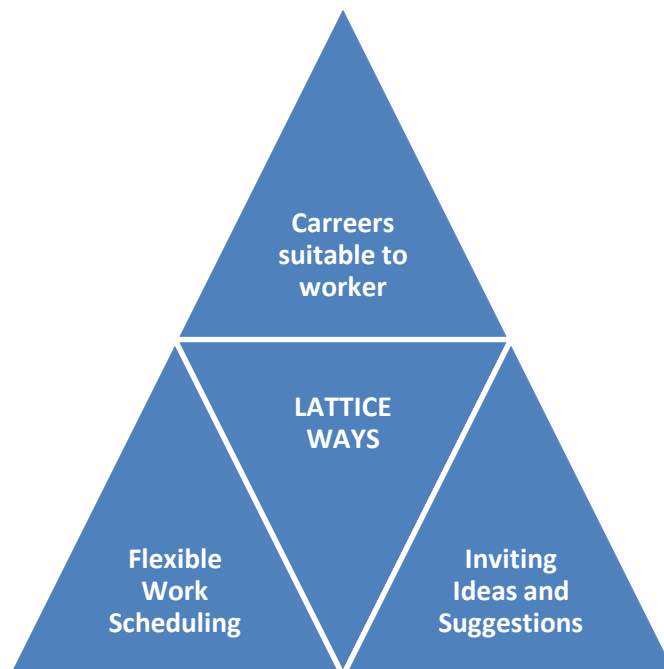 Carreers
suitable to
worker
LATTICE
WAYS
Flexible
Work
Scheduling
Inviting
Ideas and
Suggestions